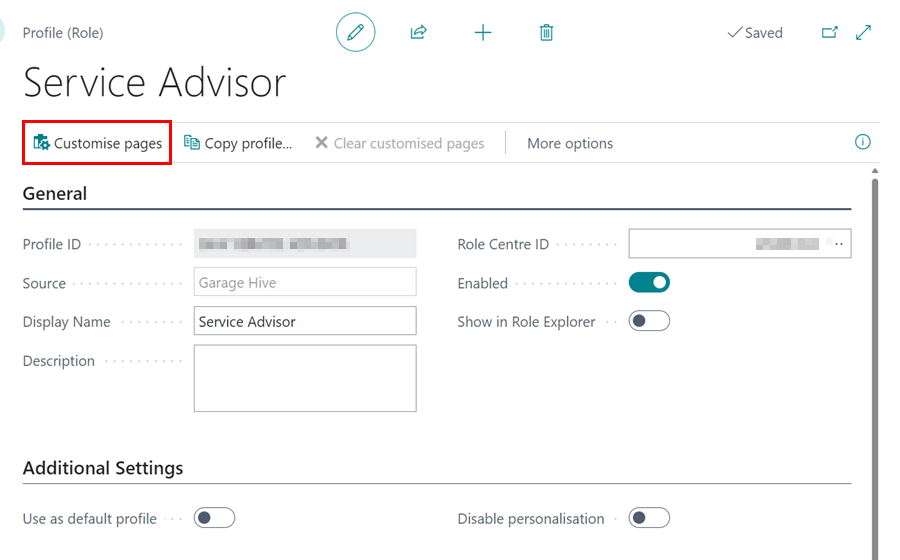 Profile (Role)
Saved
Service Advisor
Customise pages
Copy profile...
Clear customised pages
More options
General
Profile ID
Role Centre ID
Source
Garage Hive
Enabled
Display Name
Service Advisor
Show in Role Explorer
Description
Additional Settings
Use as default profile
Disable personalisation